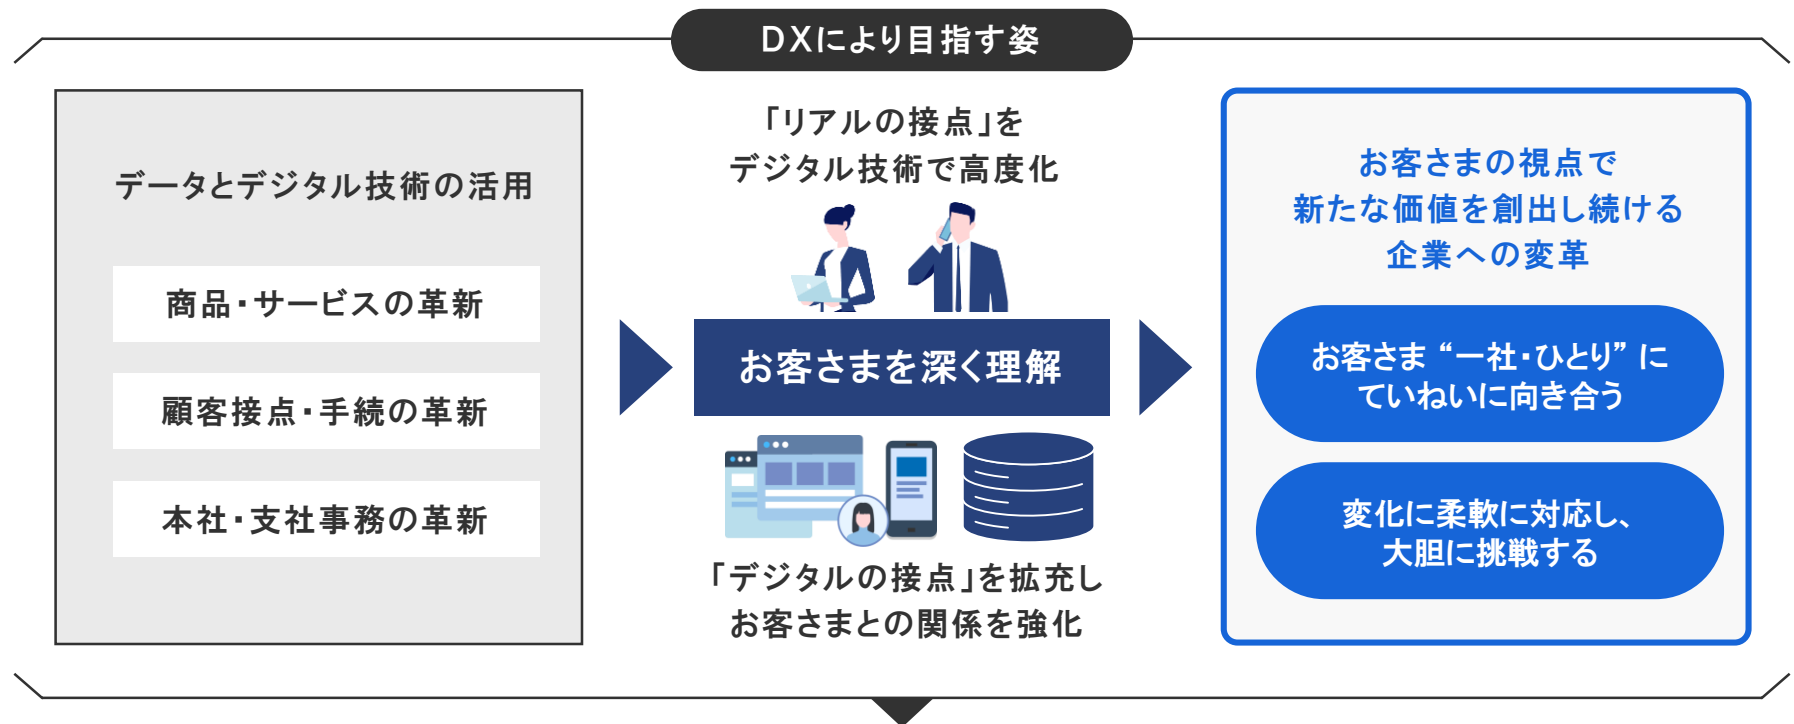 DXにより目指す姿
データとデジタル技術の活用
商品・サービスの革新
顧客接点・手続の革新
本社・支社事務の革新
「リアルの接点」を
デジタル技術で高度化
お客さまを深く理解
「デジタルの接点」を拡充し
お客さまとの関係を強化
お客さまの視点で
新たな価値を創出し続ける
企業への変革
お客さま“一社・ひとり”に
ていねいに向き合う
変化に柔軟に対応し、
大胆に挑戦する